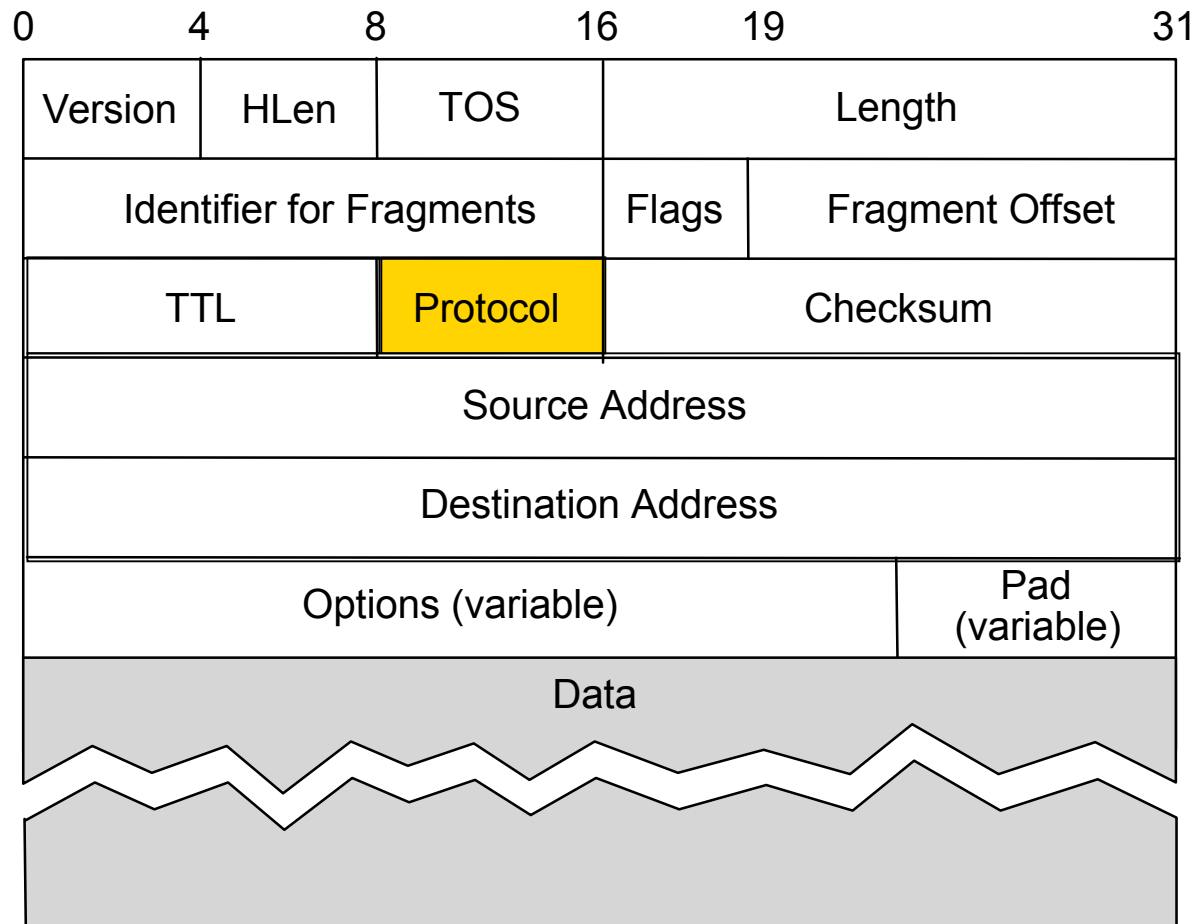 0 4 8 16 19 31
Version HLen TOS Length
Identifier for Fragments Flags Fragment Offset
TTL Protocol Checksum
Source Address
Destination Address
Options (variable) Pad
(variable)
Data